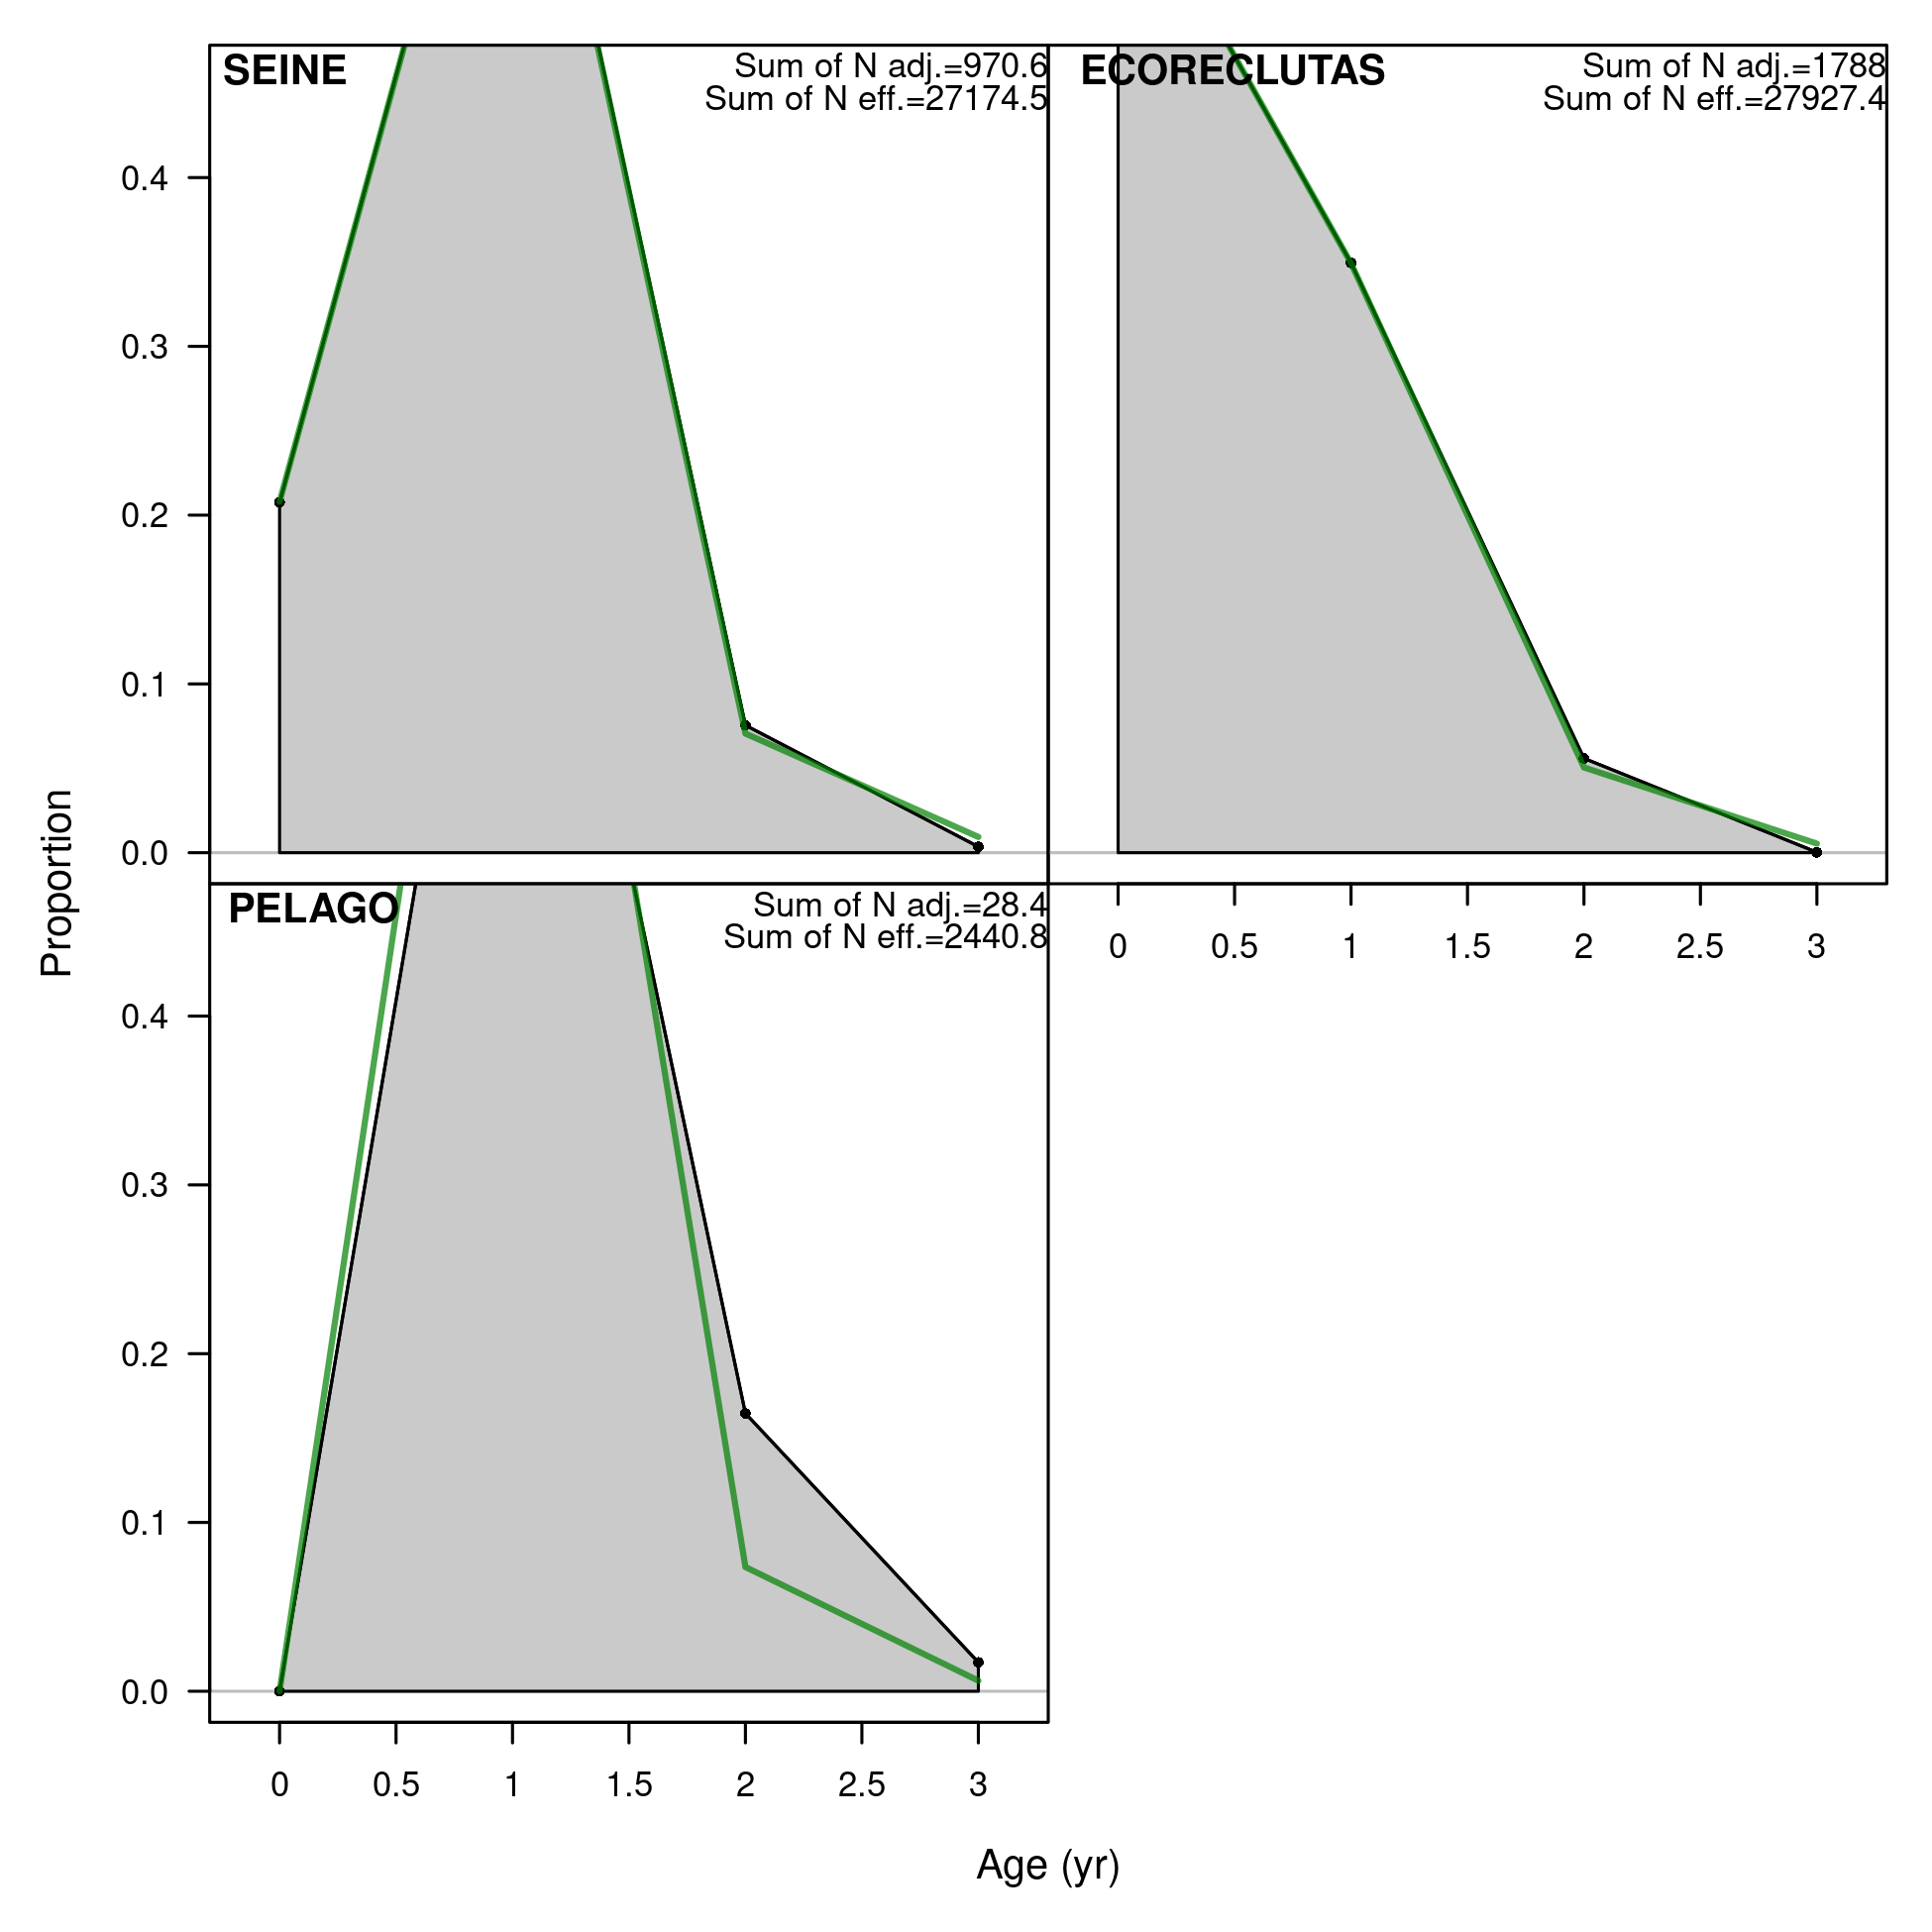 SEINE
Sum of N adj.=970.6
Sum of N eff.=27174.5
ECORECLUTAS
Sum of N adj.=1788
Sum of N eff.=27927.4
0.4
0.3
0.2
0.1
0.0
0 0.5 1 1.5 2 2.5 3
PELAGO
Sum of N adj.=28.4
Sum of N eff.=2440.8
0.4
0.3
0.2
0.1
0.0
0 0.5 1 1.5 2 2.5 3
Proportion
Age (yr)